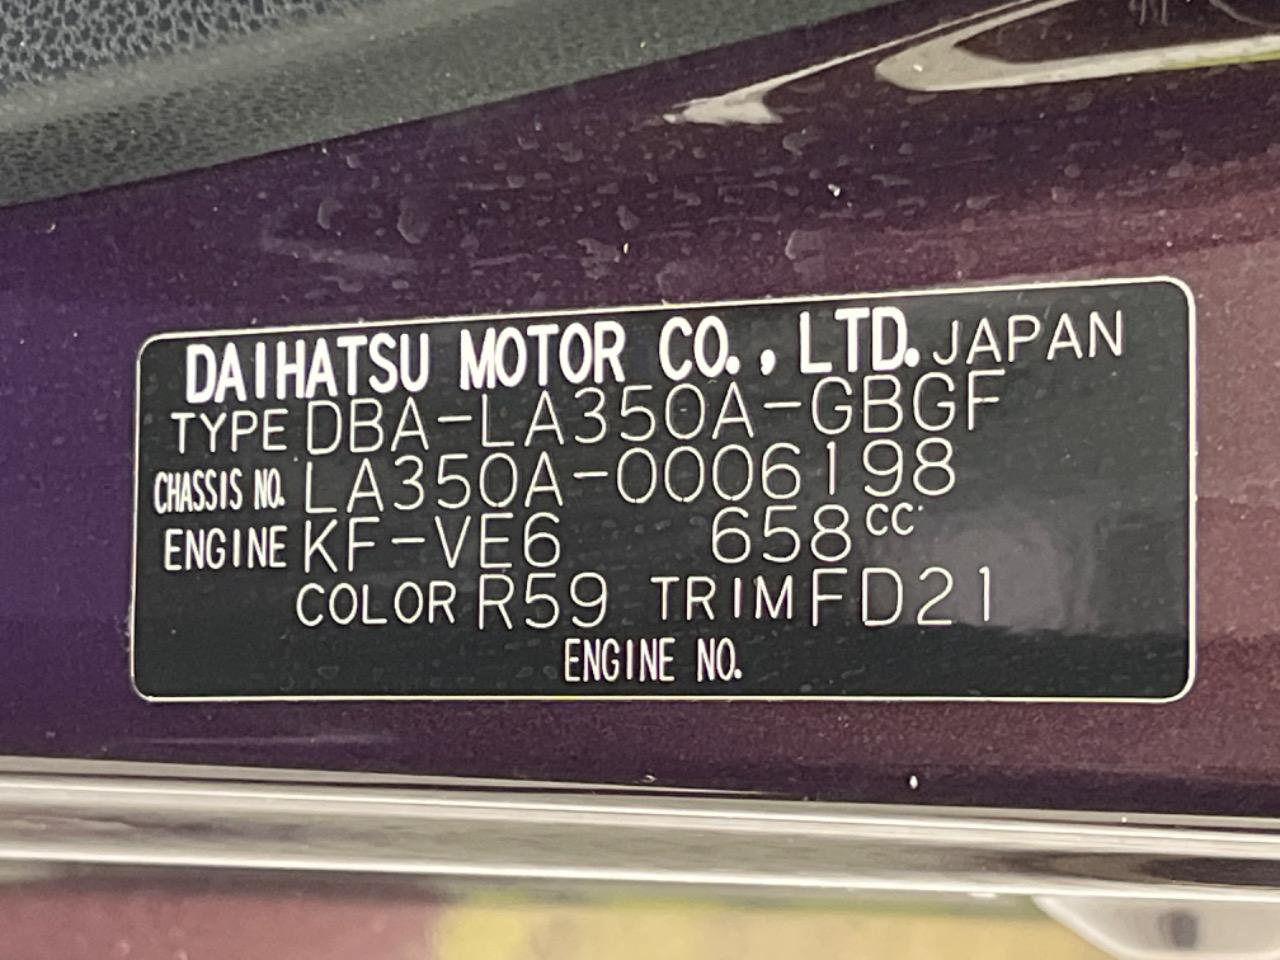 DAIHATSU MOTOR CO., LTD. JAPAN
TYPE DBA-LA350A-GBGF
CHASSIS NO. LA350A-0006198
ENGINE KF-VE6 658cc
COLOR R59 TRIM FD21
ENGINE NO.